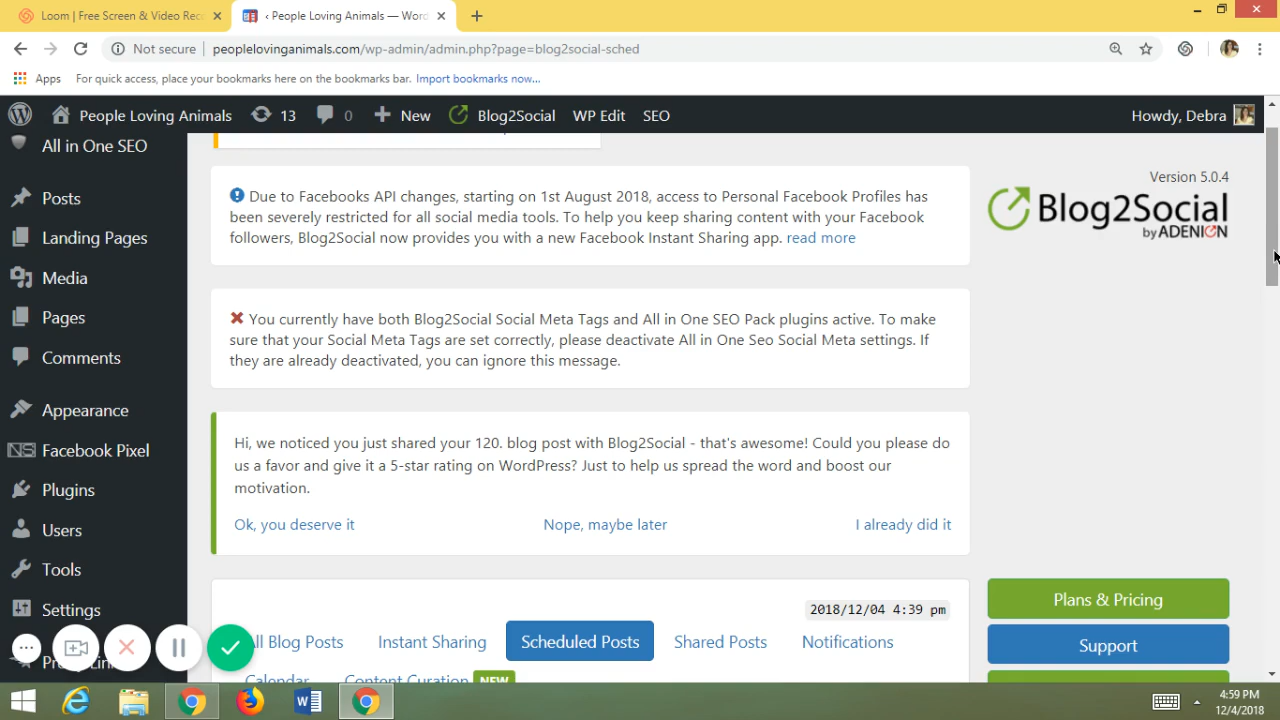 Loom | Free Screen & Video Rec
‹ People Loving Animals — Word
Not secure
peoplelovinganimals.com/wp-admin/admin.php?page=blog2social-sched
Apps
For quick access, place your bookmarks here on the bookmarks bar. Import bookmarks now...
People Loving Animals
13
0
New
Blog2Social
WP Edit
SEO
Howdy, Debra
All in One SEO
Posts
Landing Pages
Media
Pages
Comments
Appearance
Facebook Pixel
Plugins
Users
Tools
Settings
Due to Facebooks API changes, starting on 1st August 2018, access to Personal Facebook Profiles has
been severely restricted for all social media tools. To help you keep sharing content with your Facebook
followers, Blog2Social now provides you with a new Facebook Instant Sharing app. read more
Version 5.0.4
Blog2Social
by ADENION
You currently have both Blog2Social Social Meta Tags and All in One SEO Pack plugins active. To make
sure that your Social Meta Tags are set correctly, please deactivate All in One Seo Social Meta settings. If
they are already deactivated, you can ignore this message.
Hi, we noticed you just shared your 120. blog post with Blog2Social - that's awesome! Could you please do
us a favor and give it a 5-star rating on WordPress? Just to help us spread the word and boost our
motivation.
Ok, you deserve it
Nope, maybe later
I already did it
2018/12/04 4:39 pm
Plans & Pricing
Support
ll Blog Posts
Instant Sharing
Scheduled Posts
Shared Posts
Notifications
Calendar
Content Curation
NEW
4:59 PM
12/4/2018